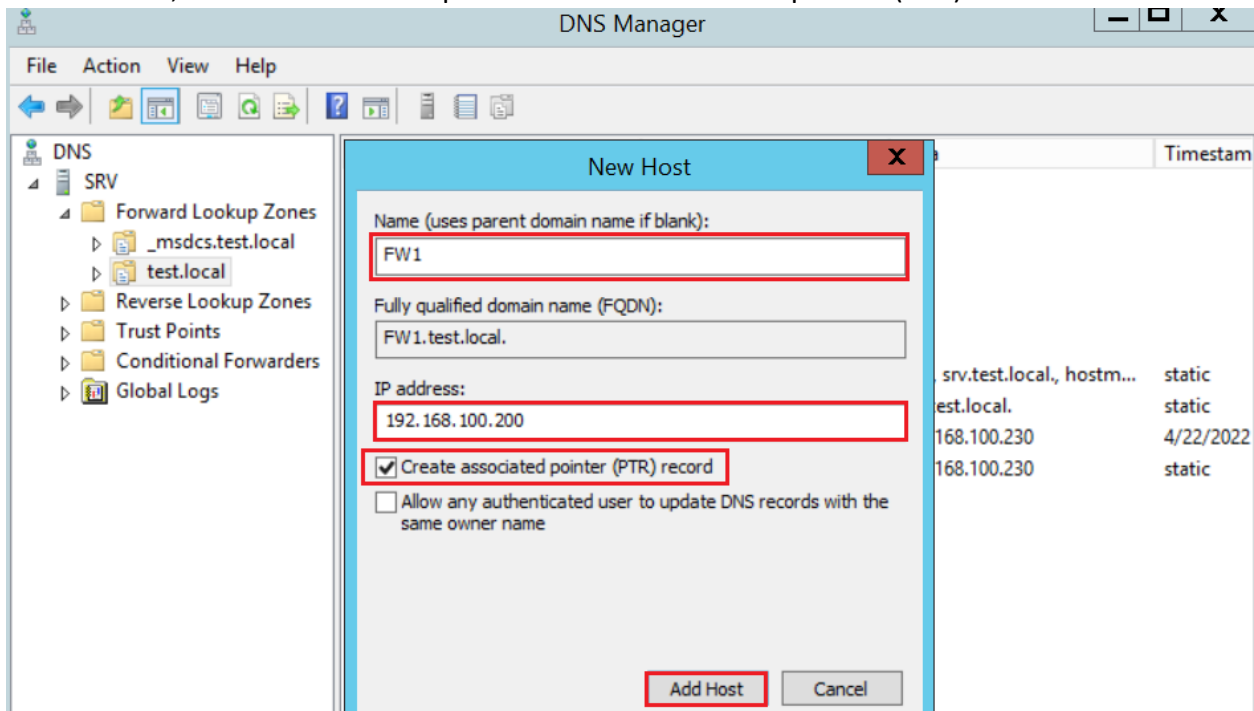 DNS Manager
File Action View Help
DNS
SRV
Forward Lookup Zones
_msdcs.test.local
test.local
Reverse Lookup Zones
Trust Points
Conditional Forwarders
Global Logs
New Host
Name (uses parent domain name if blank):
FW1
Fully qualified domain name (FQDN):
FW1.test.local.
IP address:
192.168.100.200
Create associated pointer (PTR) record
Allow any authenticated user to update DNS records with the
same owner name
Add Host Cancel
Timestam
, srv.test.local., hostm... static
est.local. static
168.100.230 4/22/2022
168.100.230 static